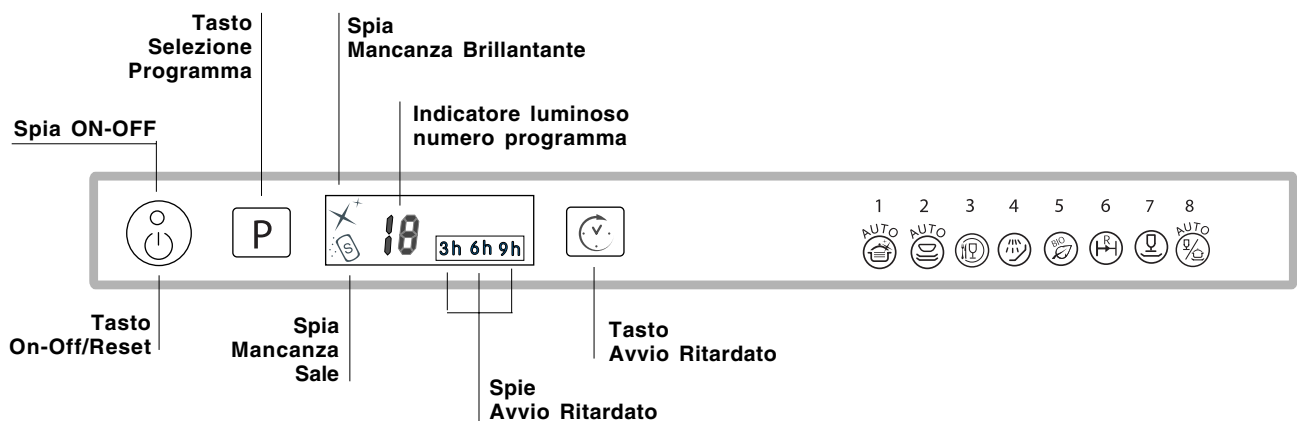 Tasto
Selezione
Programma
Spia
Mancanza Brillantante
Indicatore luminoso
numero programma
Spia ON-OFF
P
S
18
3h 6h 9h
1 2 3 4 5 6 7 8
AUTO AUTO BIO R AUTO
Tasto
On-Off/Reset
Spia
Mancanza
Sale
Spie
Avvio Ritardato
Tasto
Avvio Ritardato